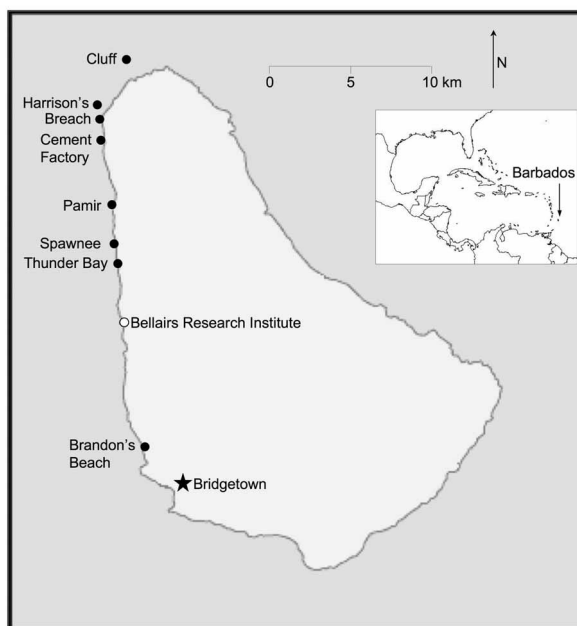 Cluff
0 5 10 km
N
Harrison's
Breach
Cement
Factory
Barbados
Pamir
Spawnee
Thunder Bay
Bellairs Research Institute
Brandon's
Beach
Bridgetown